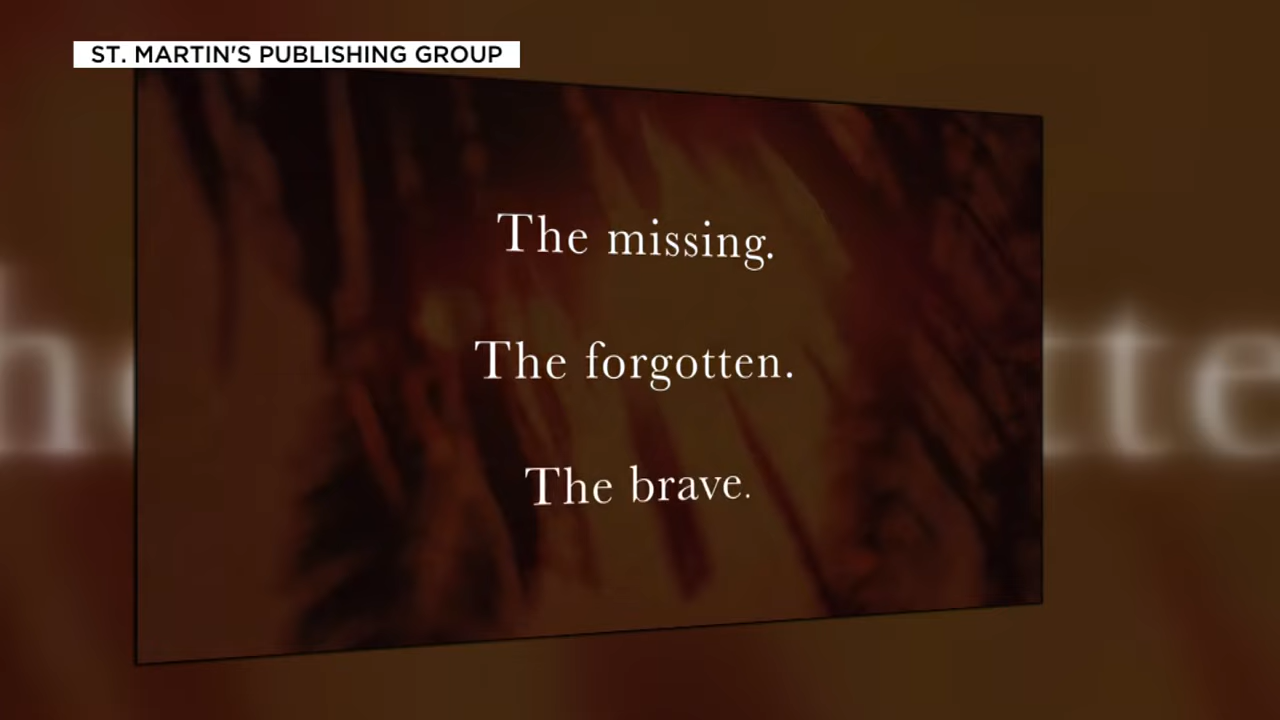 ST. MARTIN'S PUBLISHING GROUP
The missing.
The forgotten.
The brave.